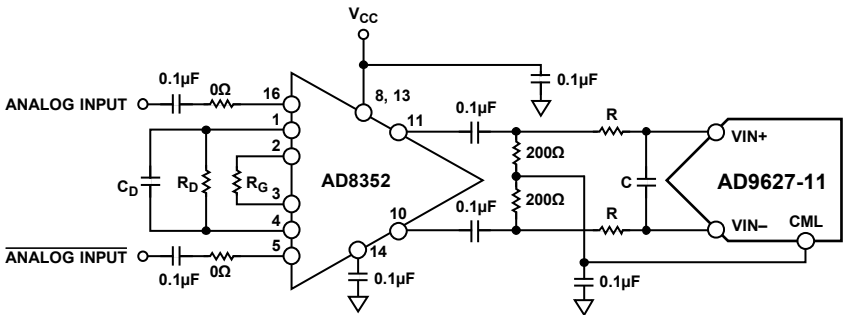 VCC
0.1µF
0Ω
ANALOG INPUT
16
8, 13
0.1µF
11
0.1µF
1
2
CD
RD
RG
AD8352
3
4
200Ω
200Ω
R
VIN+
C
AD9627-11
10
0.1µF
R
VIN–
CML
ANALOG INPUT
5
0.1µF
0Ω
14
0.1µF
0.1µF